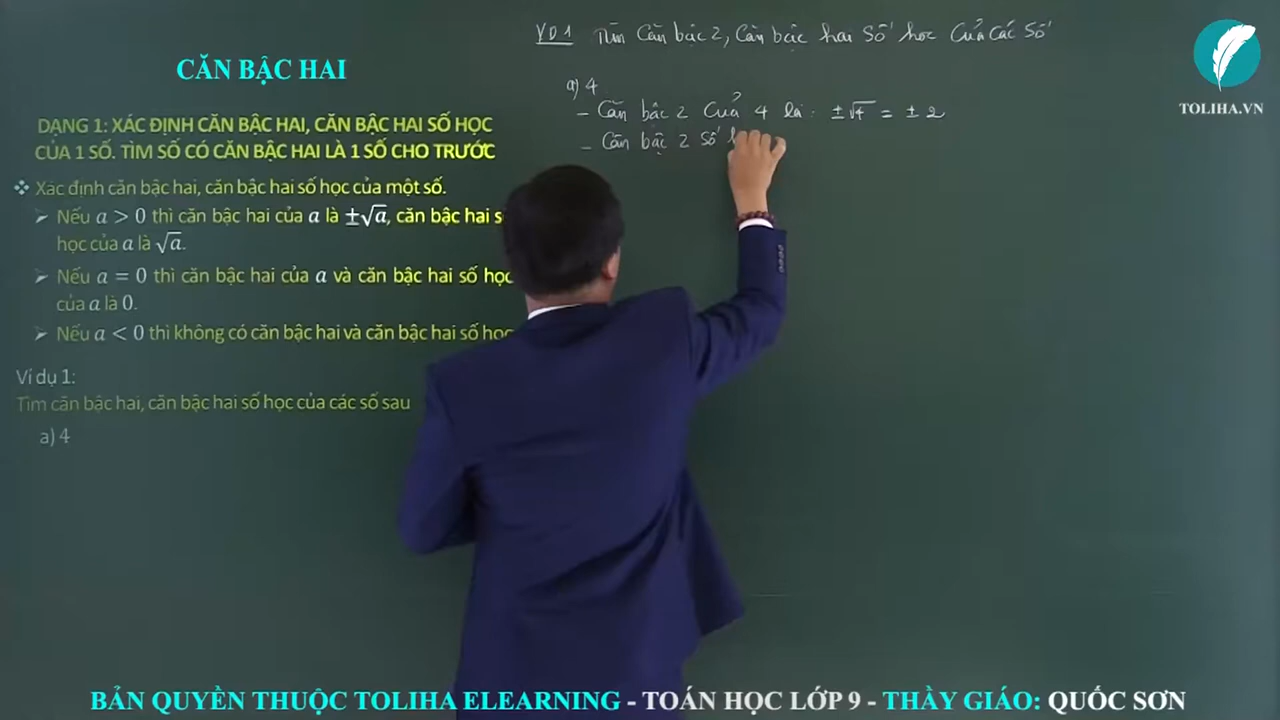 CĂN BẬC HAI
DẠNG 1: XÁC ĐỊNH CĂN BẬC HAI, CĂN BẬC HAI SỐ HỌC
CỦA 1 SỐ. TÌM SỐ CÓ CĂN BẬC HAI LÀ 1 SỐ CHO TRƯỚC
❖ Xác định căn bậc hai, căn bậc hai số học của một số.
➢ Nếu a > 0 thì căn bậc hai của a là ±√a, căn bậc hai s
học của a là √a.
➢ Nếu a = 0 thì căn bậc hai của a và căn bậc hai số học
của a là 0.
➢ Nếu a < 0 thì không có căn bậc hai và căn bậc hai số học
Ví dụ 1:
Tìm căn bậc hai, căn bậc hai số học của các số sau
a) 4
VD1 Tìm Căn bậc 2, Căn bậc hai Số học Của Các Số
a) 4
- Căn bậc 2 Của 4 là: ±√4 = ±2
- Căn bậc 2 Số h
TOLIHA.VN
BẢN QUYỀN THUỘC TOLIHA ELEARNING - TOÁN HỌC LỚP 9 - THẦY GIÁO: QUỐC SƠN